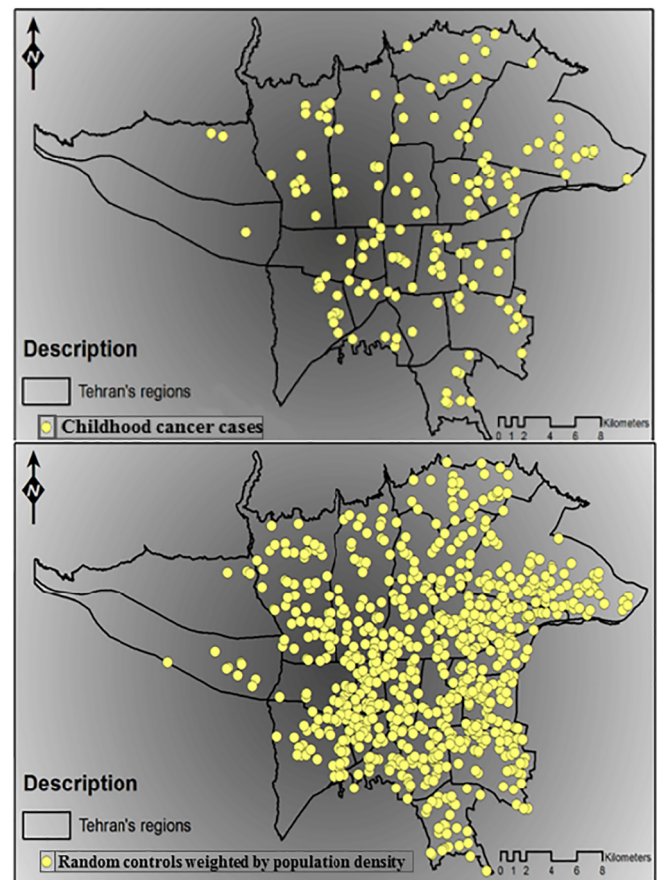 N
Description
Tehran's regions
Childhood cancer cases
Kilometers
0 1 2 4 6 8
N
Description
Tehran's regions
Random controls weighted by population density
Kilometers
0 1 2 4 6 8